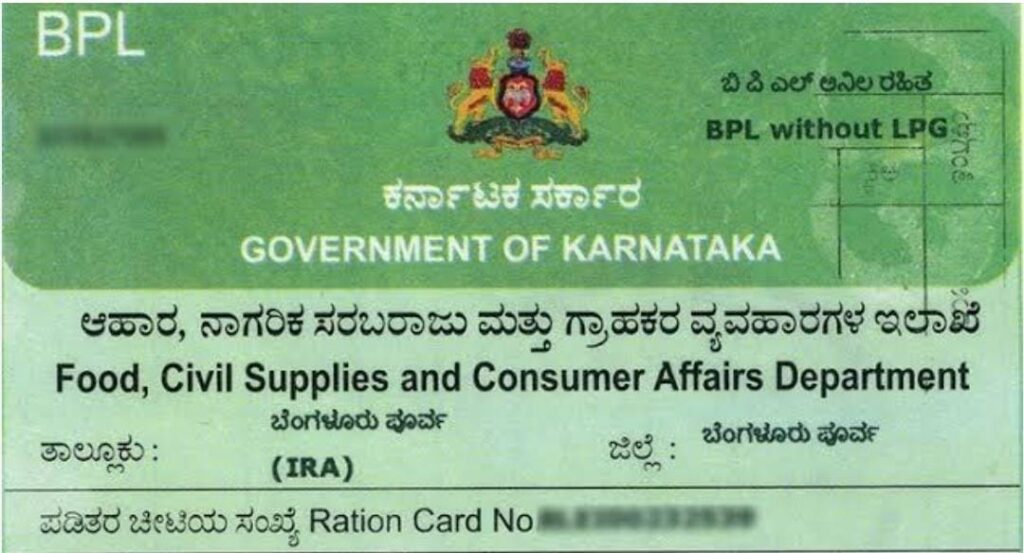 BPL
ಬಿ ಪಿ ಎಲ್ ಅನಿಲ ರಹಿತ
BPL without LPG
ಕರ್ನಾಟಕ ಸರ್ಕಾರ
GOVERNMENT OF KARNATAKA
ಆಹಾರ, ನಾಗರಿಕ ಸರಬರಾಜು ಮತ್ತು ಗ್ರಾಹಕರ ವ್ಯವಹಾರಗಳ ಇಲಾಖೆ
Food, Civil Supplies and Consumer Affairs Department
ತಾಲ್ಲೂಕು : ಬೆಂಗಳೂರು ಪೂರ್ವ (IRA) ಜಿಲ್ಲೆ : ಬೆಂಗಳೂರು ಪೂರ್ವ
ಪಡಿತರ ಚೀಟಿಯ ಸಂಖ್ಯೆ Ration Card No